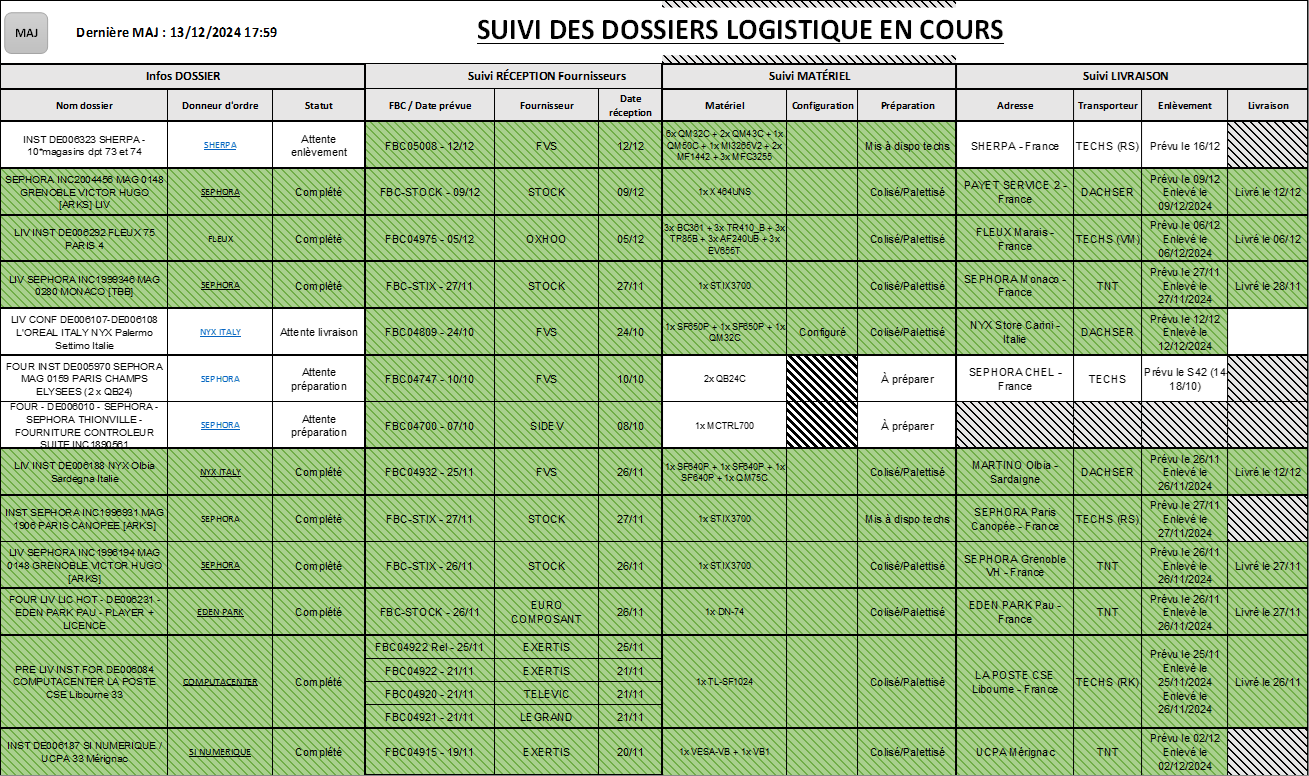 MAJ
Dernière MAJ : 13/12/2024 17:59
SUIVI DES DOSSIERS LOGISTIQUE EN COURS
Infos DOSSIER
Suivi RÉCEPTION Fournisseurs
Suivi MATÉRIEL
Suivi LIVRAISON
Nom dossier
Donneur d'ordre
Statut
FBC / Date prévue
Fournisseur
Date
réception
Matériel
Configuration
Préparation
Adresse
Transporteur
Enlèvement
Livraison
INST DE006323 SHERPA -
10*magasins dpt 73 et 74
SHERPA
Attente
enlèvement
FBC05008 - 12/12
FVS
12/12
6x QM32C + 2x QM43C + 1x
QM50C + 1x MI3265V2 + 2x
MF1442 + 3x MFC3255
Mis à dispo techs
SHERPA - France
TECHS (RS)
Prévu le 16/12
SEPHORA INC2004456 MAG 0148
GRENOBLE VICTOR HUGO
[ARKS] LIV
SEPHORA
Complété
FBC-STOCK - 09/12
STOCK
09/12
1x X464UNS
Colisé/Palettisé
PAYET SERVICE 2 -
France
DACHSER
Prévu le 09/12
Enlevé le
09/12/2024
Livré le 12/12
LIV INST DE006292 FLEUX 75
PARIS 4
FLEUX
Complété
FBC04975 - 05/12
OXHOO
05/12
3x BC361 + 3x TR410_B + 3x
TP85B + 3x AF240UB + 3x
EV655T
Colisé/Palettisé
FLEUX Marais -
France
TECHS (VM)
Prévu le 06/12
Enlevé le
06/12/2024
Livré le 06/12
LIV SEPHORA INC1999346 MAG
0280 MONACO [TBB]
SEPHORA
Complété
FBC-STIX - 27/11
STOCK
27/11
1x STIX3700
Colisé/Palettisé
SEPHORA Monaco -
France
TNT
Prévu le 27/11
Enlevé le
27/11/2024
Livré le 28/11
LIV CONF DE006107-DE006108
L'OREAL ITALY NYX Palermo
Settimo Italie
NYX ITALY
Attente livraison
FBC04809 - 24/10
FVS
24/10
1x SF650P + 1x SF650P + 1x
QM32C
Configuré
Colisé/Palettisé
NYX Store Carini -
Italie
DACHSER
Prévu le 12/12
Enlevé le
12/12/2024
FOUR INST DE005970 SEPHORA
MAG 0159 PARIS CHAMPS
ELYSEES (2 x QB24)
SEPHORA
Attente
préparation
FBC04747 - 10/10
FVS
10/10
2x QB24C
À préparer
SEPHORA CHEL -
France
TECHS
Prévu le S42 (14-
18/10)
FOUR - DE006010 - SEPHORA -
SEPHORA THIONVILLE -
FOURNITURE CONTROLEUR
SUITE INC1890561
SEPHORA
Attente
préparation
FBC04700 - 07/10
SIDEV
08/10
1x MCTRL700
À préparer
LIV INST DE006188 NYX Olbia
Sardegna Italie
NYX ITALY
Complété
FBC04932 - 25/11
FVS
26/11
1x SF640P + 1x SF640P + 1x
SF640P + 1x QM75C
Colisé/Palettisé
MARTINO Olbia -
Sardaigne
DACHSER
Prévu le 26/11
Enlevé le
26/11/2024
Livré le 12/12
INST SEPHORA INC1996931 MAG
1906 PARIS CANOPEE [ARKS]
SEPHORA
Complété
FBC-STIX - 27/11
STOCK
27/11
1x STIX3700
Mis à dispo techs
SEPHORA Paris
Canopée - France
TECHS (RS)
Prévu le 27/11
Enlevé le
27/11/2024
LIV SEPHORA INC1996194 MAG
0148 GRENOBLE VICTOR HUGO
[ARKS]
SEPHORA
Complété
FBC-STIX - 26/11
STOCK
26/11
1x STIX3700
Colisé/Palettisé
SEPHORA Grenoble
VH - France
TNT
Prévu le 26/11
Enlevé le
26/11/2024
Livré le 27/11
FOUR LIV LIC HOT - DE006231 -
EDEN PARK PAU - PLAYER +
LICENCE
EDEN PARK
Complété
FBC-STOCK - 26/11
EURO
COMPOSANT
26/11
1x DN-74
Colisé/Palettisé
EDEN PARK Pau -
France
TNT
Prévu le 26/11
Enlevé le
26/11/2024
Livré le 27/11
PRE LIV INST FOR DE006084
COMPUTACENTER LA POSTE
CSE Libourne 33
COMPUTACENTER
Complété
FBC04922 Rel - 25/11
EXERTIS
25/11
FBC04922 - 21/11
EXERTIS
21/11
FBC04920 - 21/11
TELEVIC
21/11
FBC04921 - 21/11
LEGRAND
21/11
1x TL-SF1024
Colisé/Palettisé
LA POSTE CSE
Libourne - France
TECHS (RK)
Prévu le 25/11
Enlevé le
25/11/2024
Enlevé le
26/11/2024
Livré le 26/11
INST DE006187 SI NUMERIQUE /
UCPA 33 Mérignac
SI NUMERIQUE
Complété
FBC04915 - 19/11
EXERTIS
20/11
1x VESA-VB + 1x VB1
Colisé/Palettisé
UCPA Mérignac
TNT
Prévu le 02/12
Enlevé le
02/12/2024